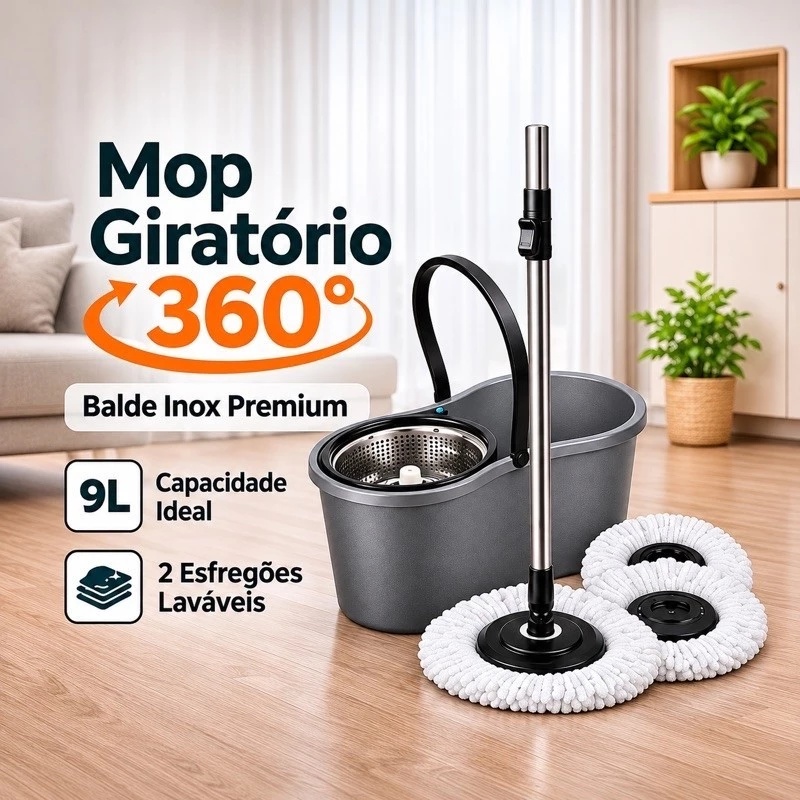 Mop
Giratório
360°
Balde Inox Premium
9L
Capacidade
Ideal
2 Esfregões
Laváveis